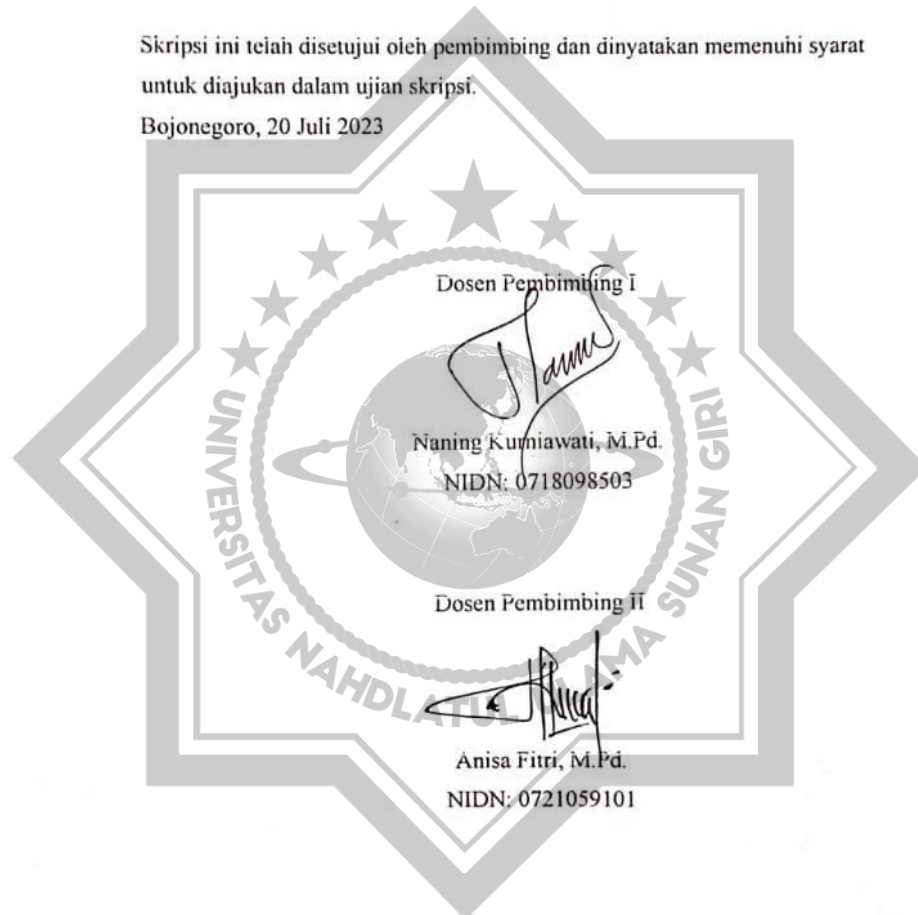 Skripsi ini telah disetujui oleh pembimbing dan dinyatakan memenuhi syarat
untuk diajukan dalam ujian skripsi.
Bojonegoro, 20 Juli 2023
Dosen Pembimbing I
Naning Kurniawati, M.Pd.
NIDN: 0718098503
Dosen Pembimbing II
Anisa Fitri, M.Pd.
NIDN: 0721059101
UNIVERSITAS NAHDLATUL ULAMA SUNAN GIRI